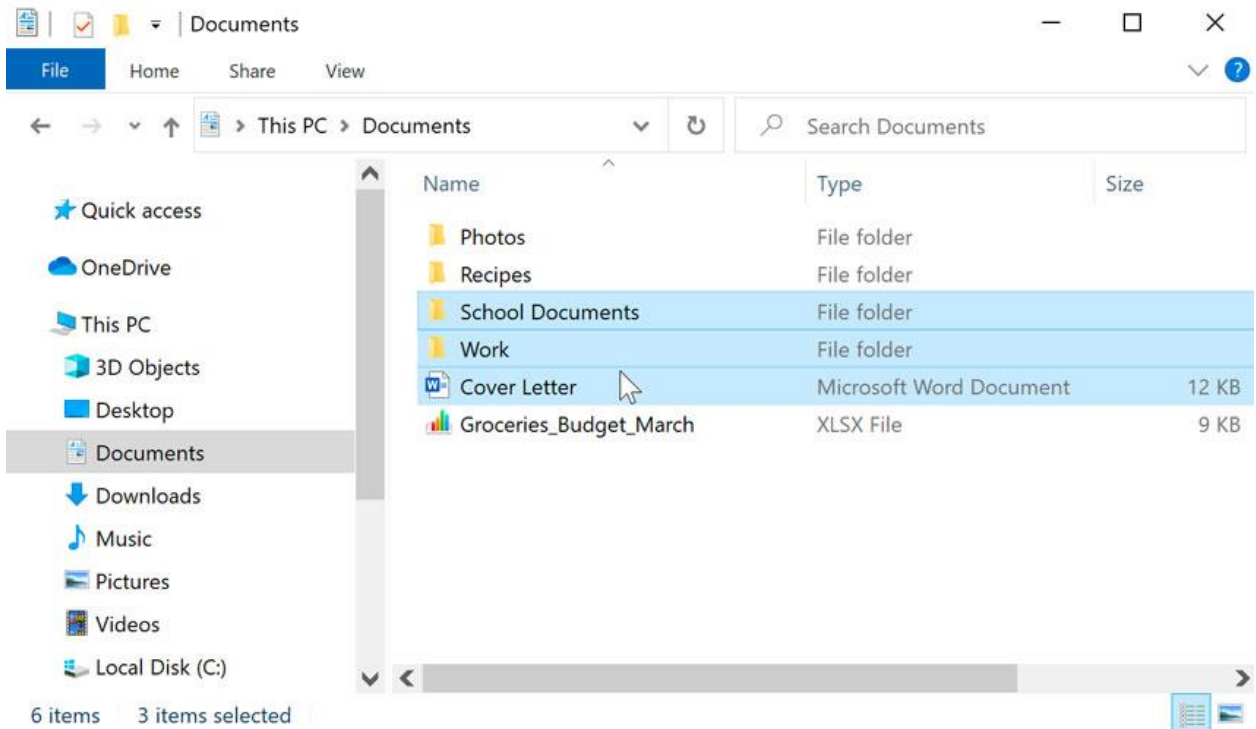 Documents
File Home Share View ?
This PC > Documents Search Documents
Quick access
OneDrive
This PC
3D Objects
Desktop
Documents
Downloads
Music
Pictures
Videos
Local Disk (C:)
Name Type Size
Photos File folder
Recipes File folder
School Documents File folder
Work File folder
W Cover Letter Microsoft Word Document 12 KB
Groceries_Budget_March XLSX File 9 KB
6 items 3 items selected